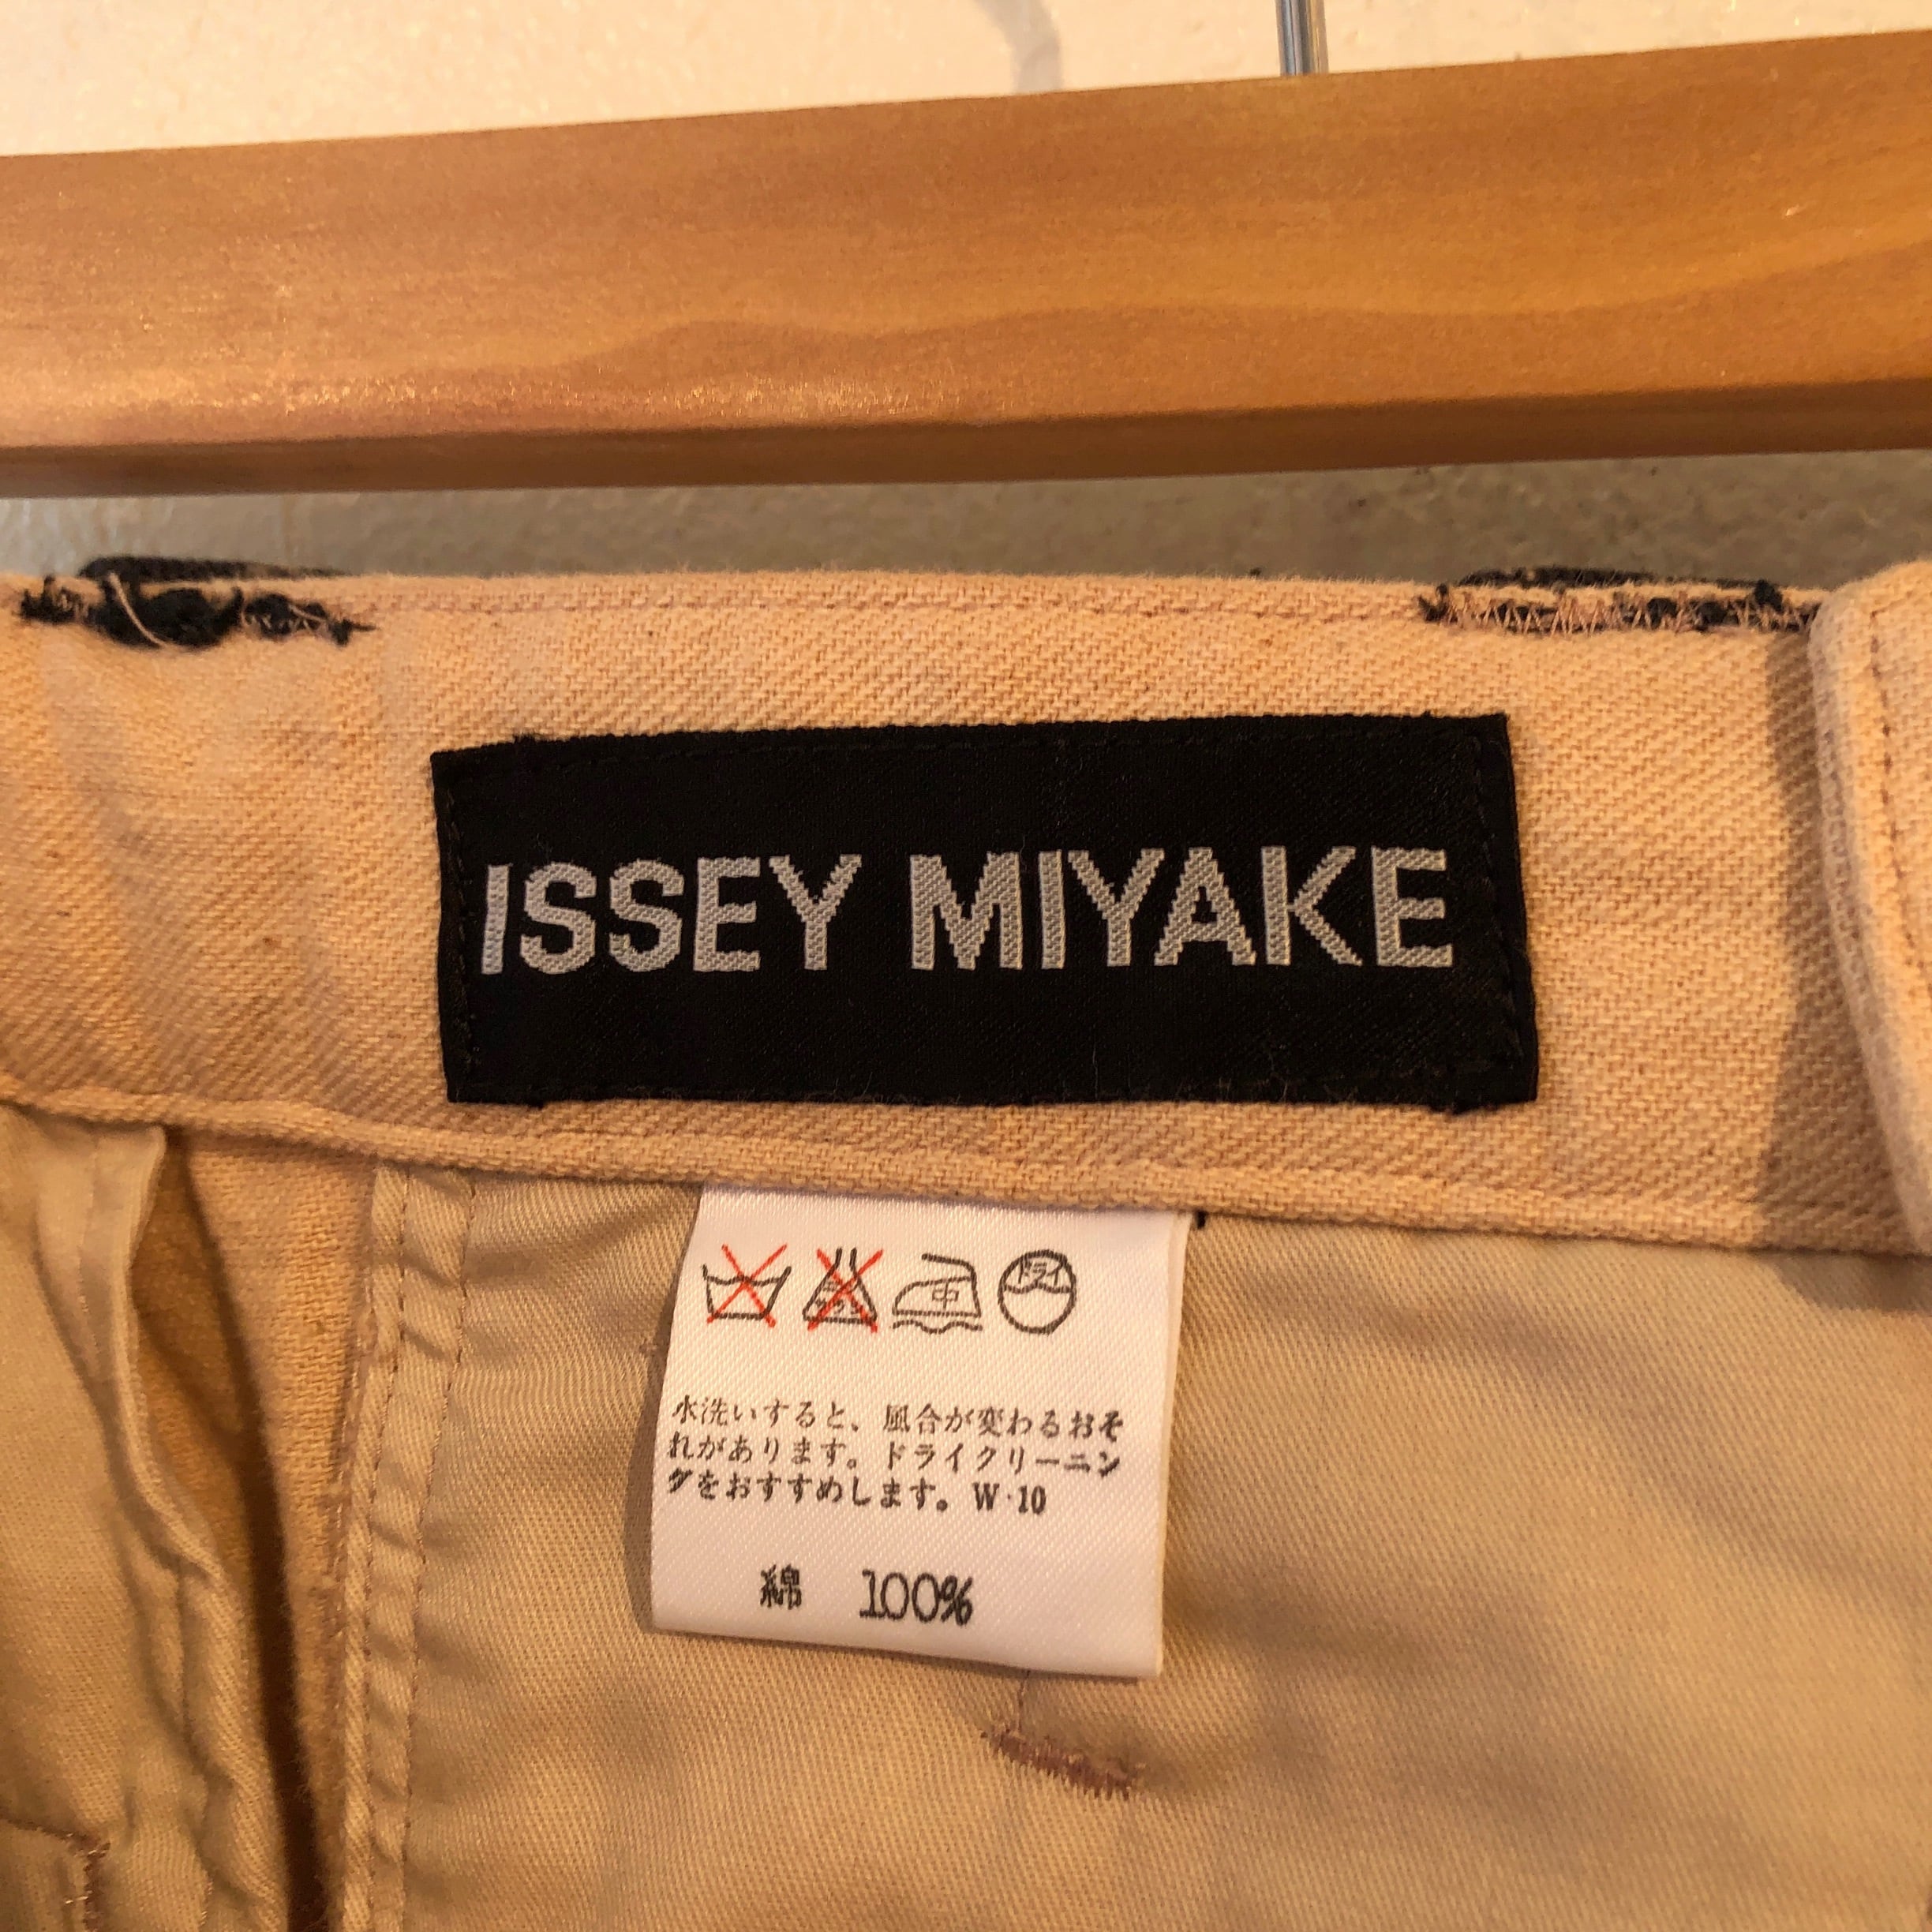 ISSEY MIYAKE
中 ドライ
水洗いすると、風合が変わるおそ
れがあります。ドライクリーニン
グをおすすめします。W·10
綿 100%